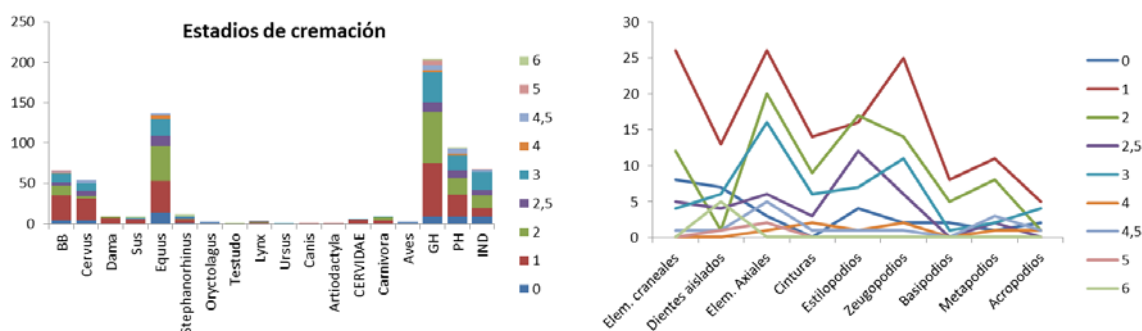 Estadios de cremación
250
200
150
100
50
0
BB
Cervus
Dama
Sus
Equus
Stephanorhinus
Oryctolagus
Testudo
Lynx
Ursus
Canis
Artiodactyla
CERVIDAE
Carnivora
Aves
GH
PH
IND
6
5
4,5
4
3
2,5
2
1
0
30
25
20
15
10
5
0
Elem. craneales
Dientes aislados
Elem. Axiales
Cinturas
Estilopodios
Zeugopodios
Basipodios
Metapodios
Acropodios
0
1
2
2,5
3
4
4,5
5
6